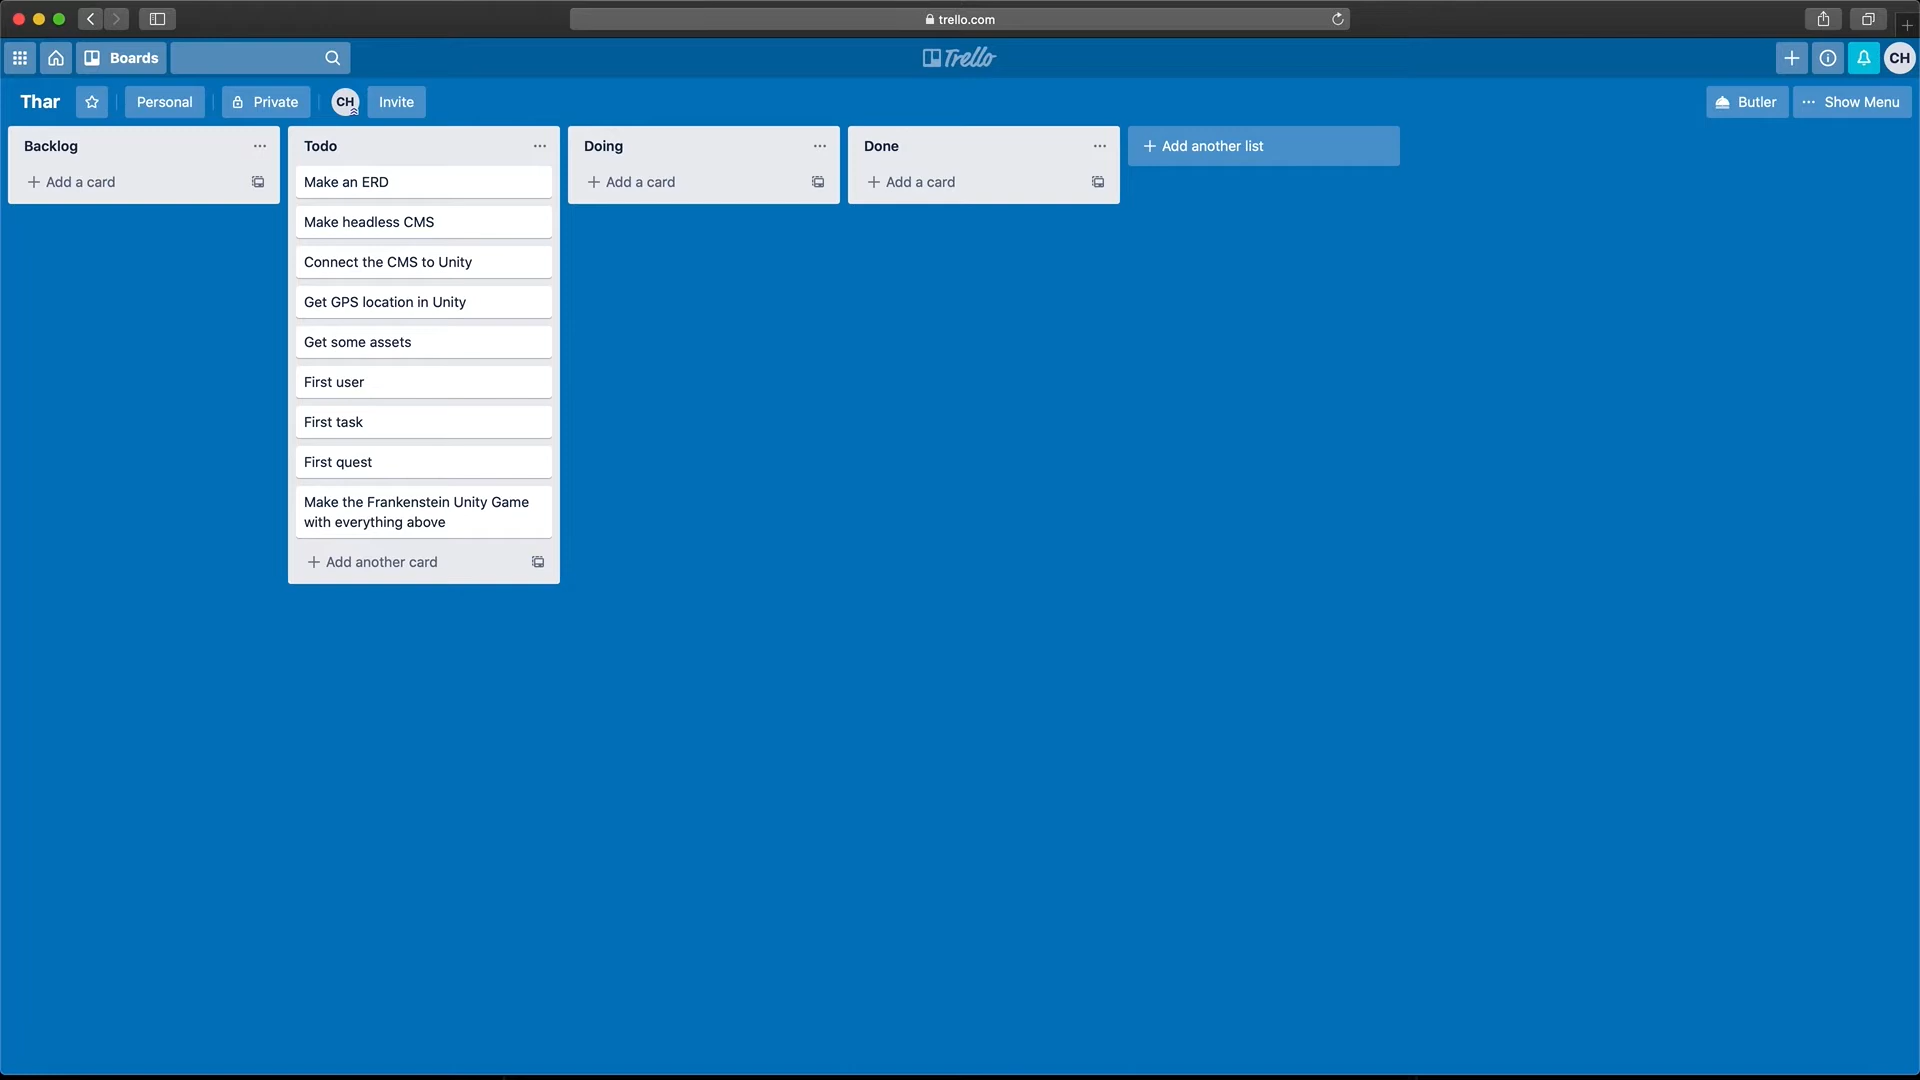 trello.com
Boards
Trello
CH
Thar
Personal
Private
CH
Invite
Butler
Show Menu
Backlog
Add a card
Todo
Make an ERD
Make headless CMS
Connect the CMS to Unity
Get GPS location in Unity
Get some assets
First user
First task
First quest
Make the Frankenstein Unity Game
with everything above
Add another card
Doing
Add a card
Done
Add a card
Add another list